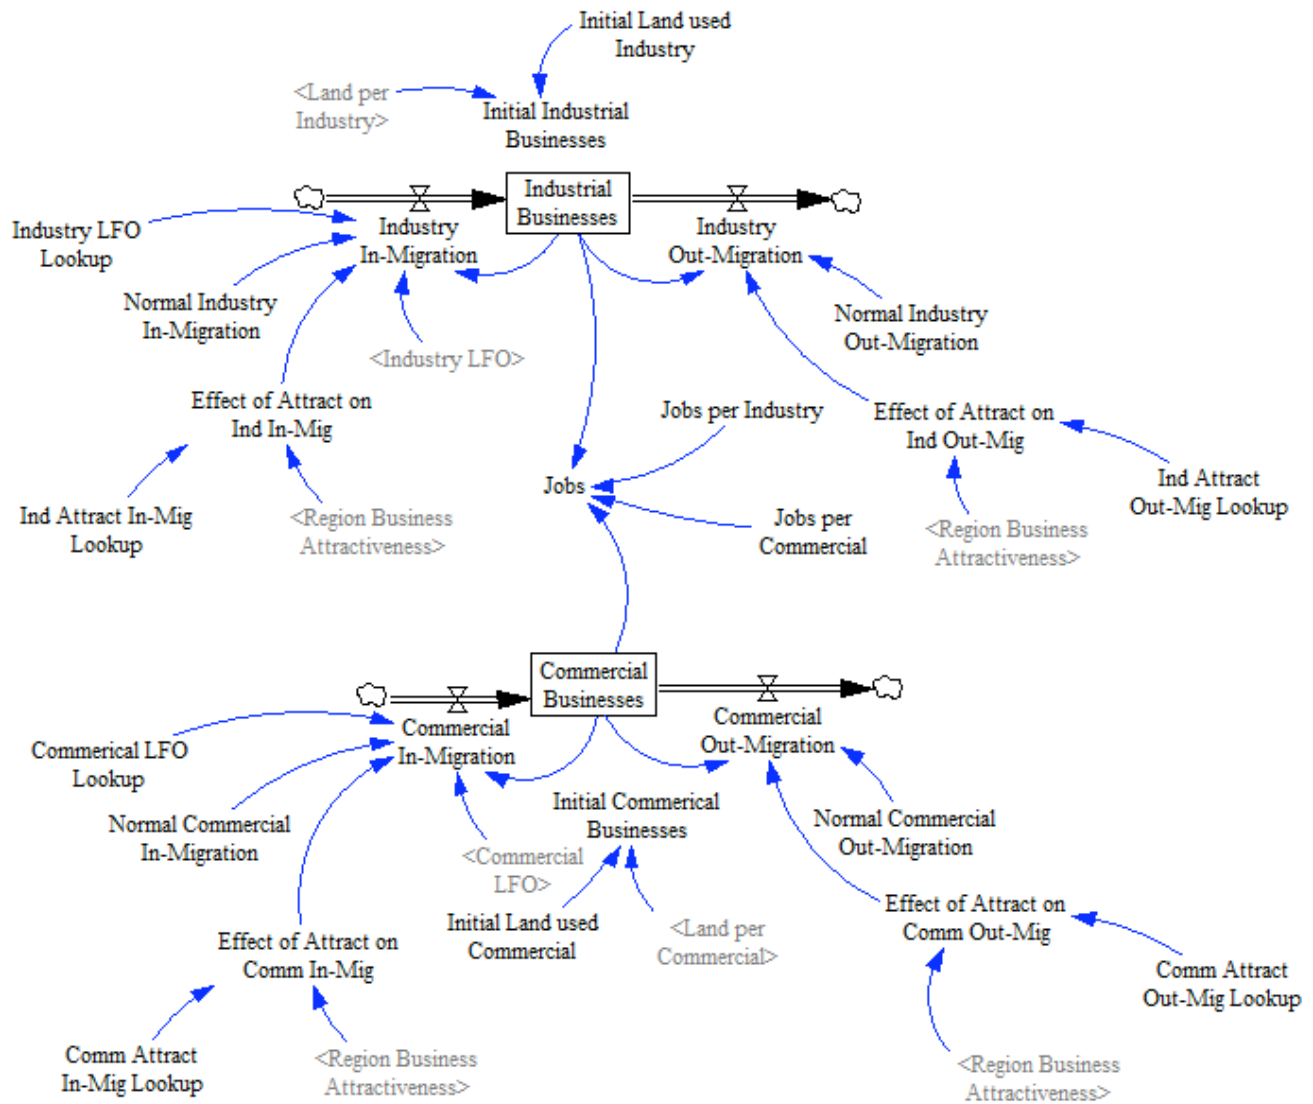 Initial Land used
Industry
<Land per
Industry>
Initial Industrial
Businesses
Industrial
Businesses
Industry LFO
Lookup
Industry
In-Migration
Industry
Out-Migration
Normal Industry
In-Migration
Normal Industry
Out-Migration
<Industry LFO>
Effect of Attract on
Ind In-Mig
Jobs per Industry
Effect of Attract on
Ind Out-Mig
Jobs
Ind Attract In-Mig
Lookup
<Region Business
Attractiveness>
Jobs per
Commercial
<Region Business
Attractiveness>
Ind Attract
Out-Mig Lookup
Commercial
Businesses
Commerical LFO
Lookup
Commercial
In-Migration
Commercial
Out-Migration
Normal Commercial
In-Migration
Initial Commerical
Businesses
Normal Commercial
Out-Migration
<Commercial
LFO>
Initial Land used
Commercial
<Land per
Commercial>
Effect of Attract on
Comm In-Mig
Effect of Attract on
Comm Out-Mig
Comm Attract
Out-Mig Lookup
Comm Attract
In-Mig Lookup
<Region Business
Attractiveness>
<Region Business
Attractiveness>